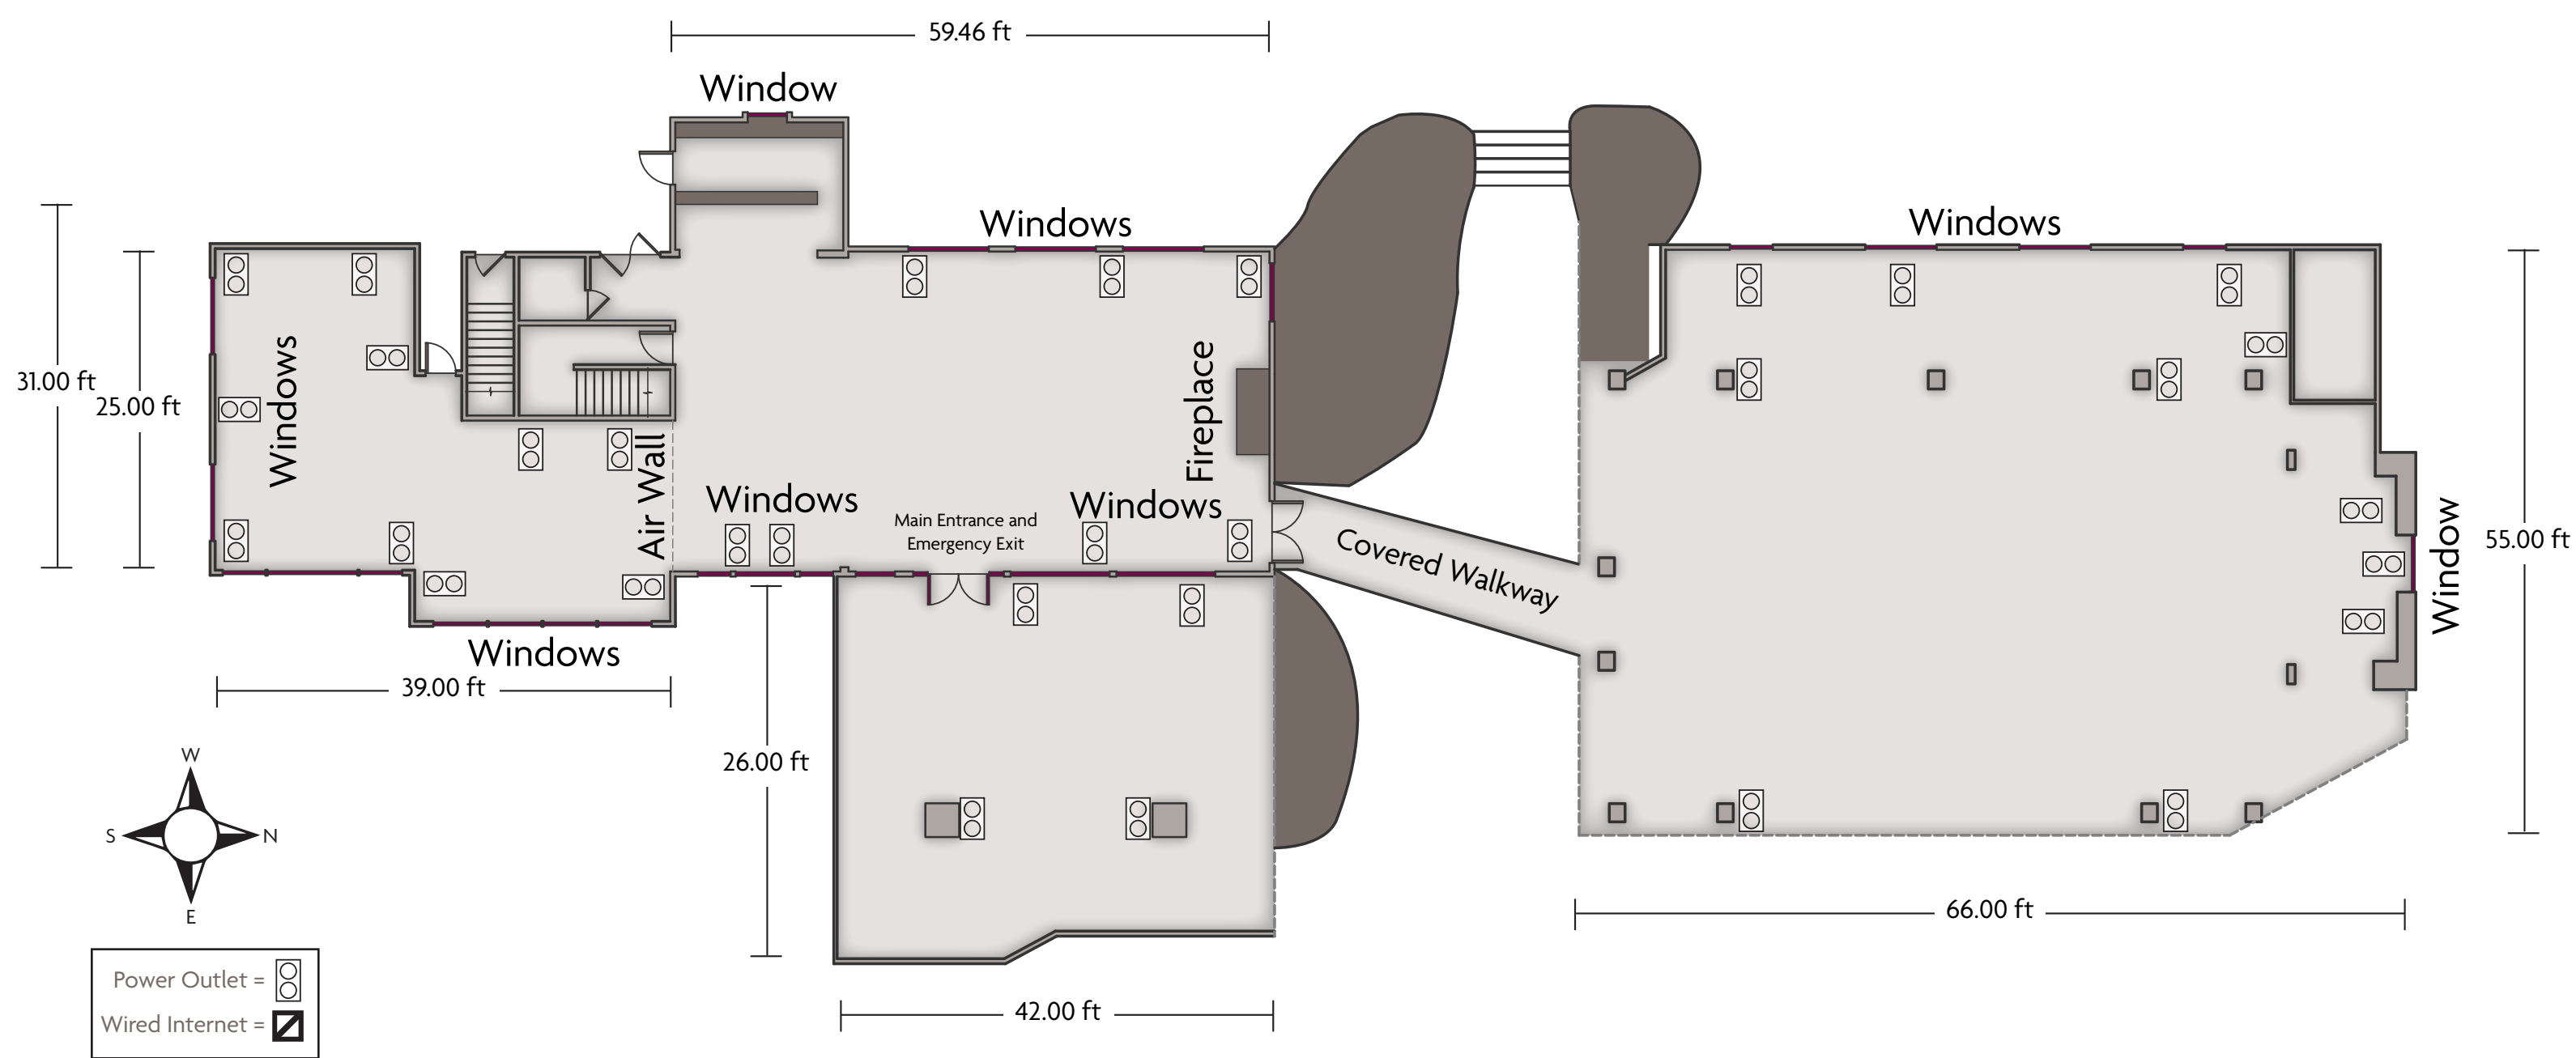 59.46 ft
Window
Windows
Windows
31.00 ft
25.00 ft
Windows
Air Wall
Windows
Main Entrance and
Emergency Exit
Windows
Fireplace
Covered Walkway
Window
55.00 ft
Windows
39.00 ft
26.00 ft
W
S
N
E
66.00 ft
42.00 ft
Power Outlet =
Wired Internet =